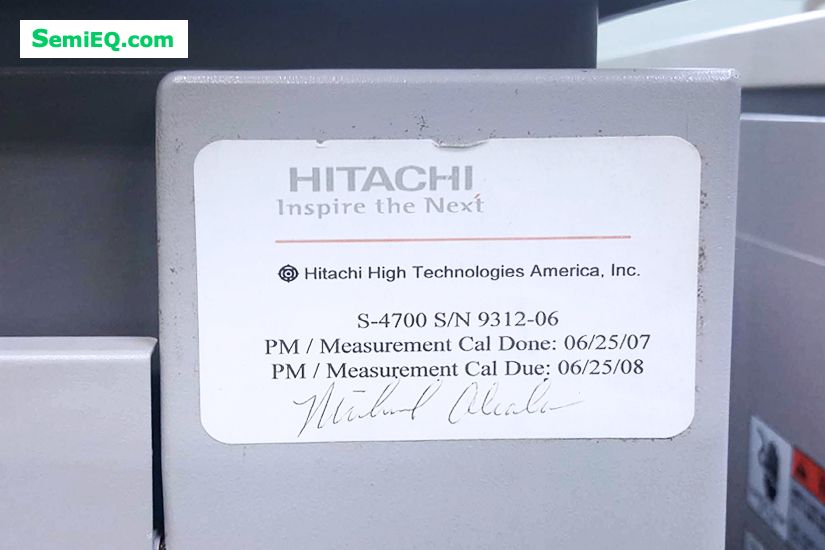 SemiEQ.com
HITACHI
Inspire the Next
Hitachi High Technologies America, Inc.
S-4700 S/N 9312-06
PM / Measurement Cal Done: 06/25/07
PM / Measurement Cal Due: 06/25/08